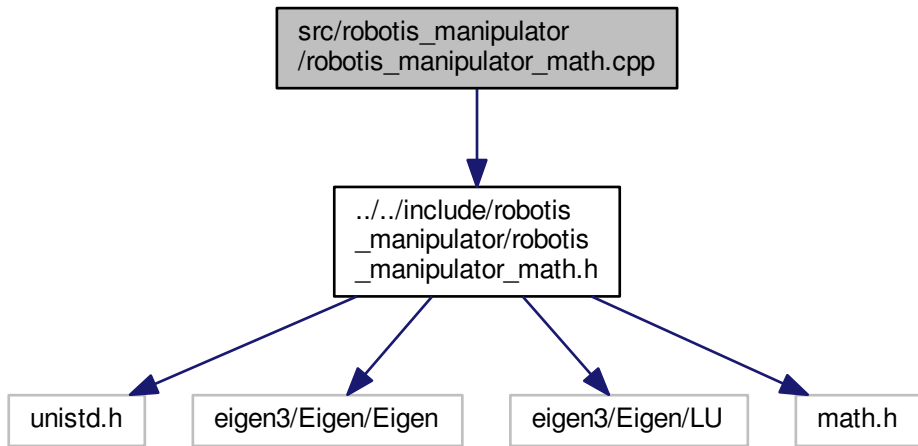 src/robotis_manipulator
/robotis_manipulator_math.cpp
../../include/robotis
_manipulator/robotis
_manipulator_math.h
unistd.h
eigen3/Eigen/Eigen
eigen3/Eigen/LU
math.h